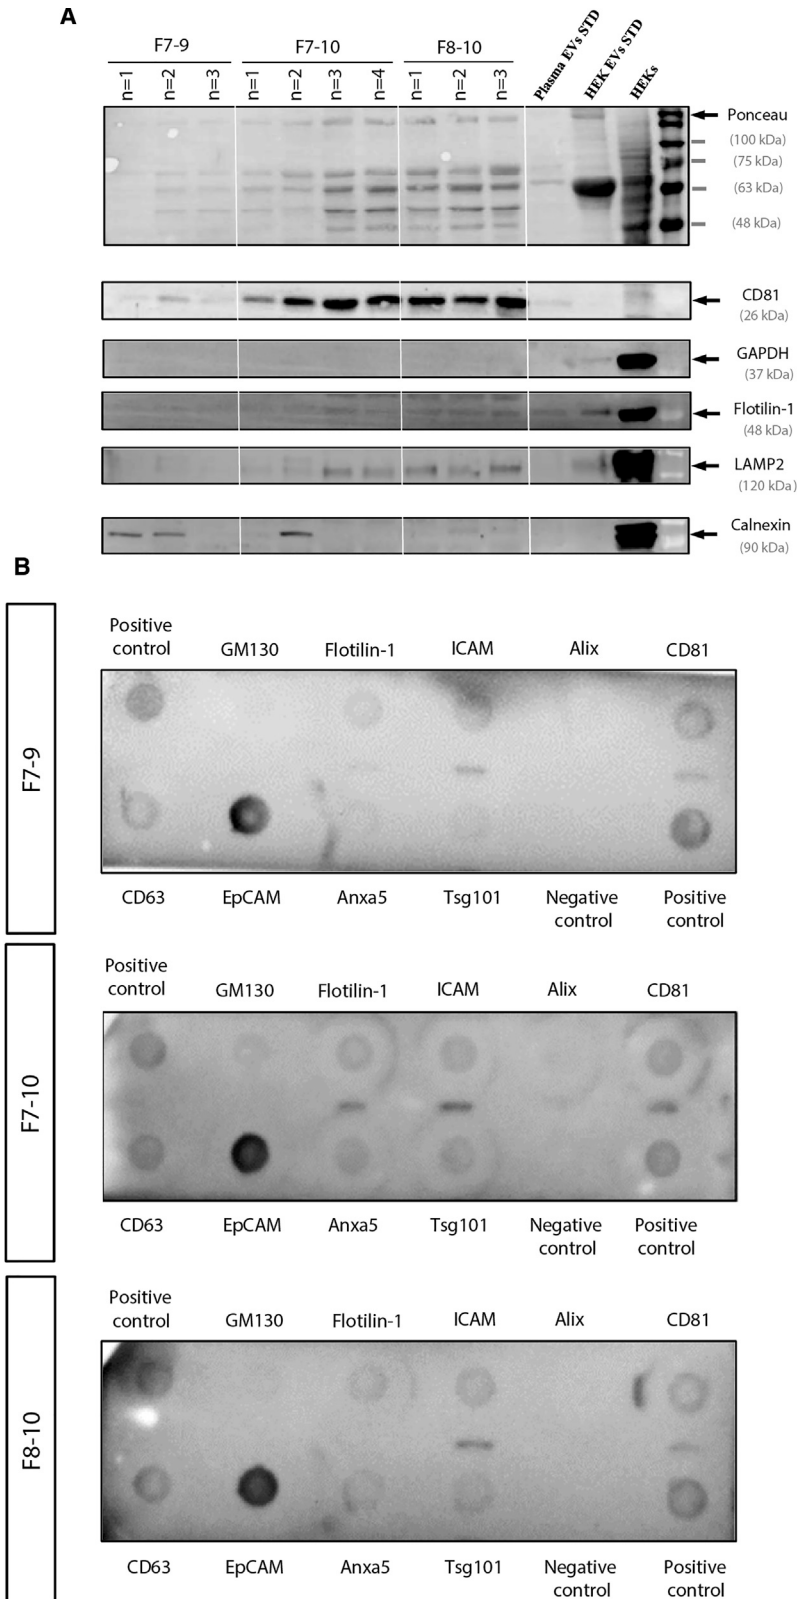 A
F7-9
F7-10
F8-10
n=1
n=2
n=3
n=1
n=2
n=3
n=4
n=1
n=2
n=3
Plasma EVs STD
HEK EVs STD
HEKs
Ponceau
(100 kDa)
(75 kDa)
(63 kDa)
(48 kDa)
CD81
(26 kDa)
GAPDH
(37 kDa)
Flotilin-1
(48 kDa)
LAMP2
(120 kDa)
Calnexin
(90 kDa)
B
F7-9
Positive
control
GM130
Flotilin-1
ICAM
Alix
CD81
CD63
EpCAM
Anxa5
Tsg101
Negative
control
Positive
control
F7-10
Positive
control
GM130
Flotilin-1
ICAM
Alix
CD81
CD63
EpCAM
Anxa5
Tsg101
Negative
control
Positive
control
F8-10
Positive
control
GM130
Flotilin-1
ICAM
Alix
CD81
CD63
EpCAM
Anxa5
Tsg101
Negative
control
Positive
control